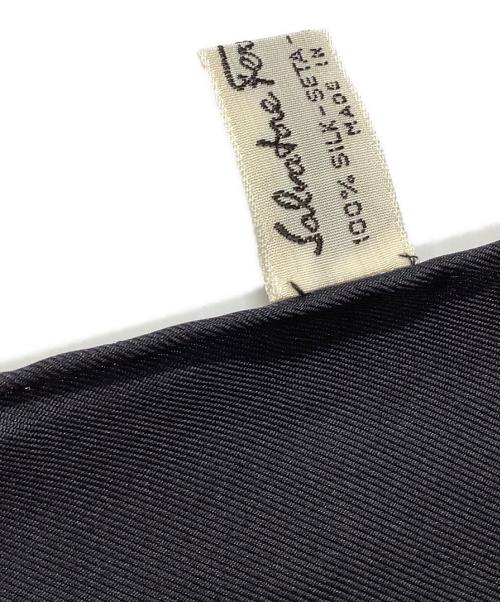 Salvatore Fer
100% SILK-SETA-
MADE IN